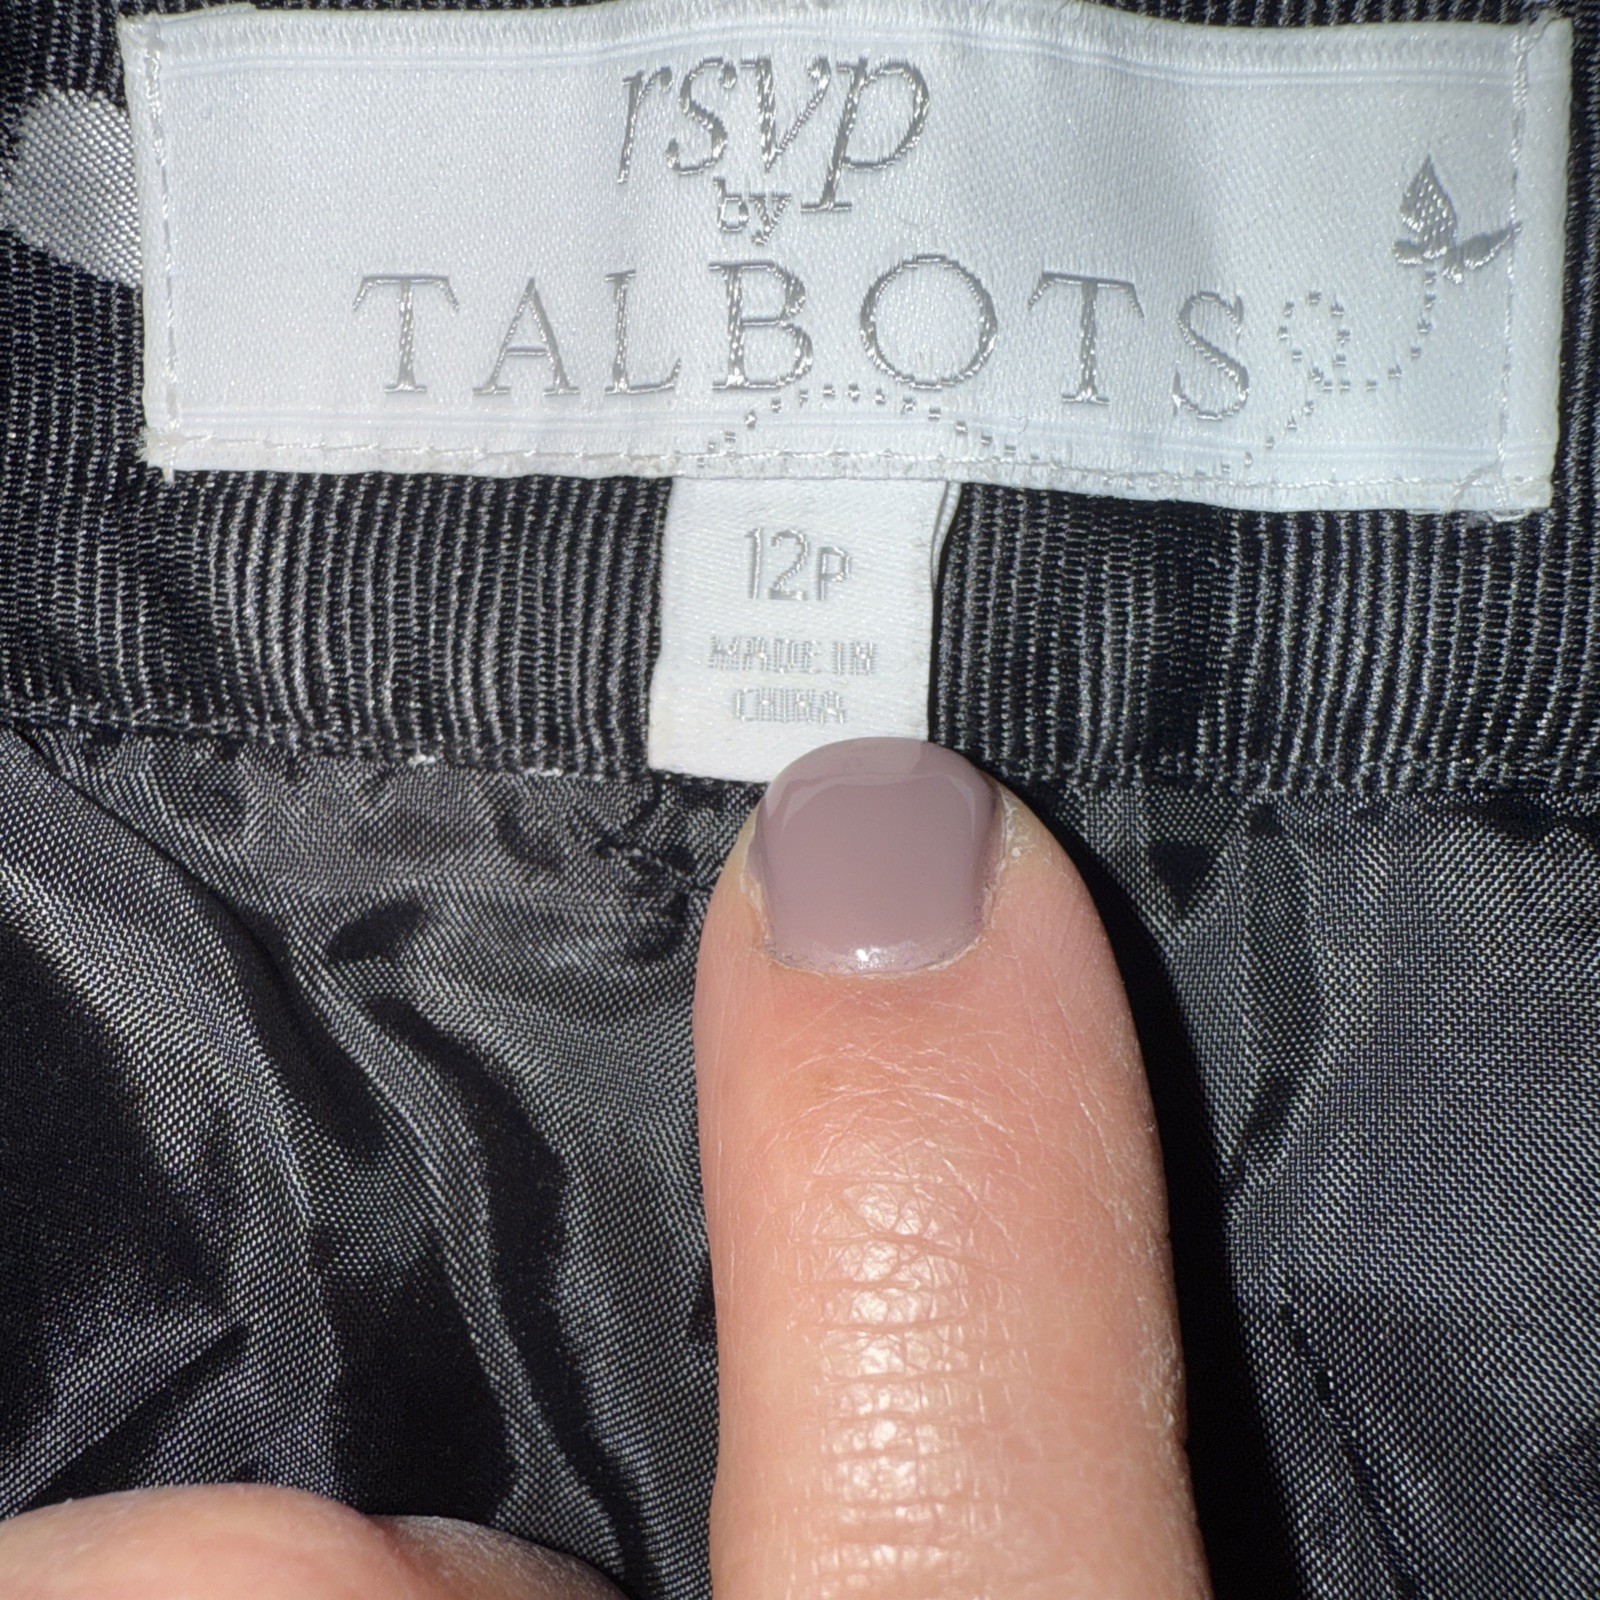 rsvp
by
TALBOTS
12P
MADE IN
CHINA